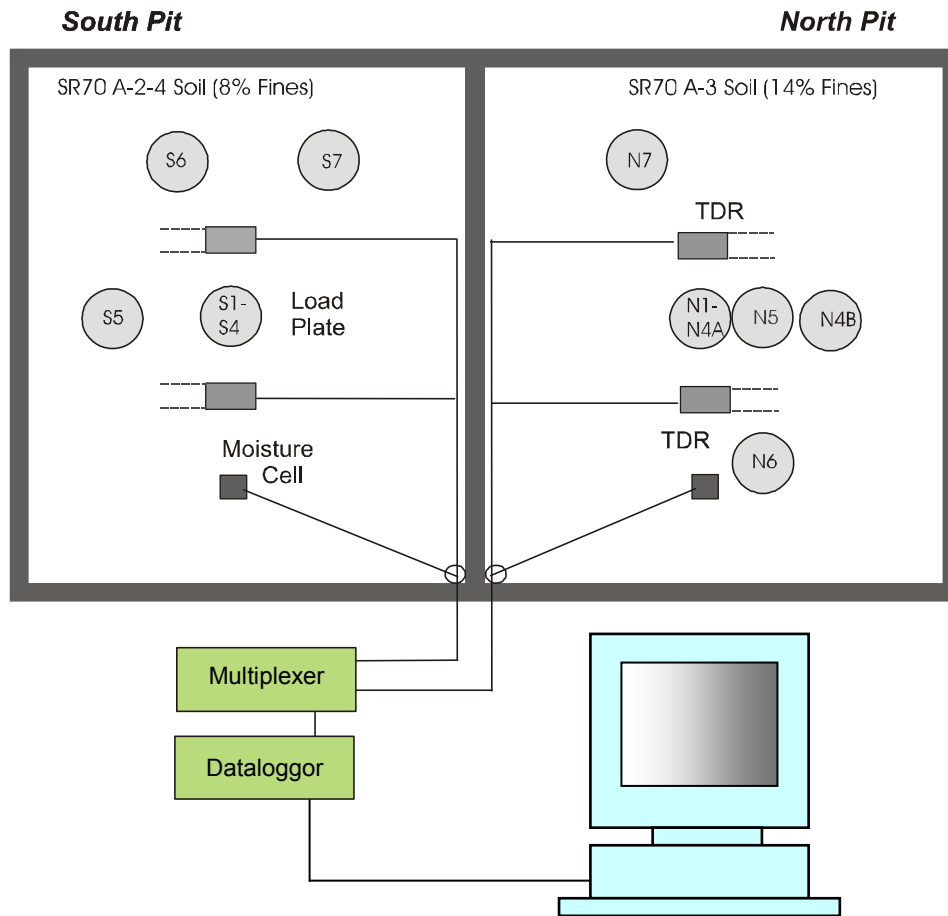 South Pit
North Pit
SR70 A-2-4 Soil (8% Fines)
SR70 A-3 Soil (14% Fines)
S6
S7
N7
TDR
S5
S1-
S4
Load
Plate
N1-
N4A
N5
N4B
Moisture
Cell
TDR
N6
Multiplexer
Dataloggor